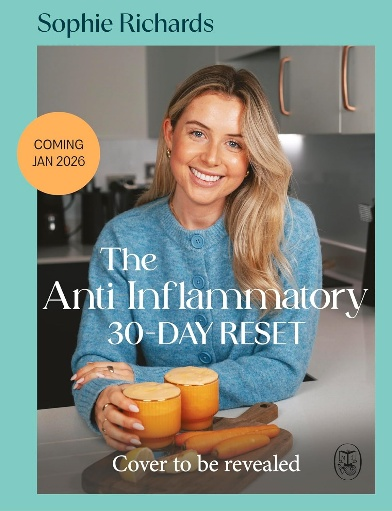 Sophie Richards
COMING
JAN 2026
The
Anti Inflammatory
30-DAY RESET
Cover to be revealed